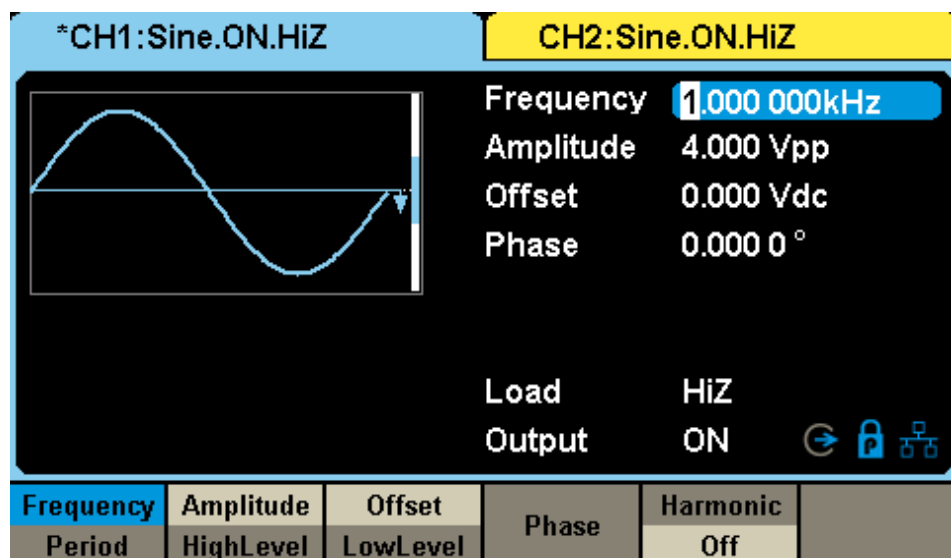 *CH1:Sine.ON.HiZ CH2:Sine.ON.HiZ
Frequency 1.000 000kHz
Amplitude 4.000 Vpp
Offset 0.000 Vdc
Phase 0.000 0 °
Load HiZ
Output ON P
Frequency Amplitude Offset Phase Harmonic
Period HighLevel LowLevel Off